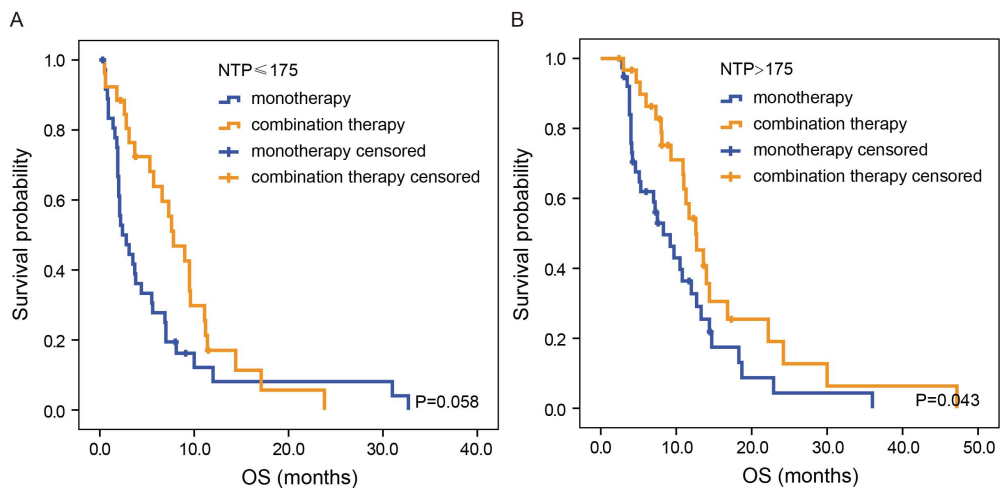 A
NTP≤175
monotherapy
combination therapy
monotherapy censored
combination therapy censored
Survival probability
1.0
0.8
0.6
0.4
0.2
0.0
P=0.058
0.0 10.0 20.0 30.0 40.0
OS (months)
B
NTP>175
monotherapy
combination therapy
monotherapy censored
combination therapy censored
Survival probability
1.0
0.8
0.6
0.4
0.2
0.0
P=0.043
0.0 10.0 20.0 30.0 40.0 50.0
OS (months)